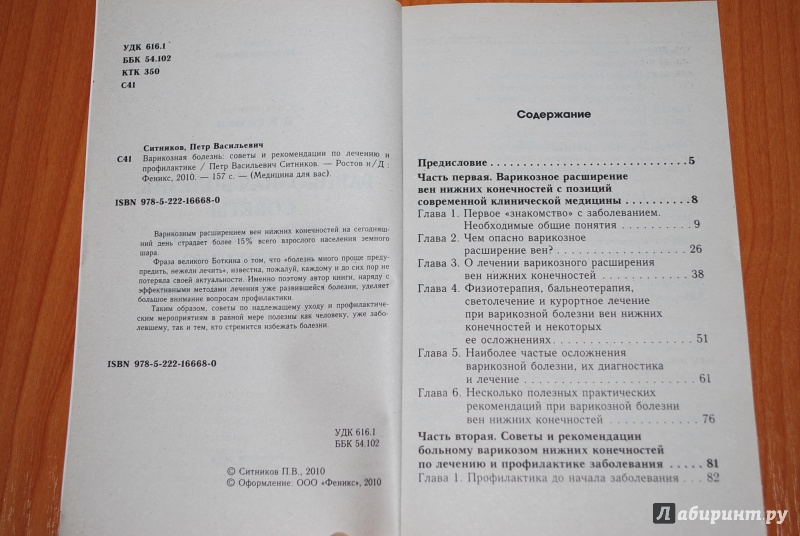 УДК 616.1
ББК 54.102
КТК 350
С41
Ситников, Петр Васильевич
С41 Варикозная болезнь: советы и рекомендации по лечению и
профилактике / Петр Васильевич Ситников. — Ростов н/Д :
Феникс, 2010. — 157 с. — (Медицина для вас).
ISBN 978-5-222-16668-0
Варикозным расширением вен нижних конечностей на сегодняш-
ний день страдает более 15% всего взрослого населения земного
шара.
Фраза великого Боткина о том, что «болезнь много проще преду-
предить, нежели лечить», известна, пожалуй, каждому и до сих пор не
потеряла своей актуальности. Именно поэтому автор книги, наряду с
эффективными методами лечения уже развившейся болезни, уделяет
большое внимание вопросам профилактики.
Таким образом, советы по надлежащему уходу и профилактиче-
ским мероприятиям в равной мере полезны как человеку, уже забо-
левшему, так и тем, кто стремится избежать болезни.
ISBN 978-5-222-16668-0
УДК 616.1
ББК 54.102
© Ситников П.В., 2010
© Оформление: ООО «Феникс», 2010
Содержание
Предисловие 5
Часть первая. Варикозное расширение
вен нижних конечностей с позиций
современной клинической медицины .......... 8
Глава 1. Первое «знакомство» с заболеванием.
Необходимые общие понятия 9
Глава 2. Чем опасно варикозное
расширение вен? 26
Глава 3. О лечении варикозного расширения
вен нижних конечностей 38
Глава 4. Физиотерапия, бальнеотерапия,
светолечение и курортное лечение
при варикозной болезни вен нижних
конечностей и некоторых
ее осложнениях 51
Глава 5. Наиболее частые осложнения
варикозной болезни, их диагностика
и лечение 61
Глава 6. Несколько полезных практических
рекомендаций при варикозной болезни
вен нижних конечностей 76
Часть вторая. Советы и рекомендации
больному варикозом нижних конечностей
по лечению и профилактике заболевания ..... 81
Глава 1. Профилактика до начала заболевания ..... 82
Лабиринт.ру